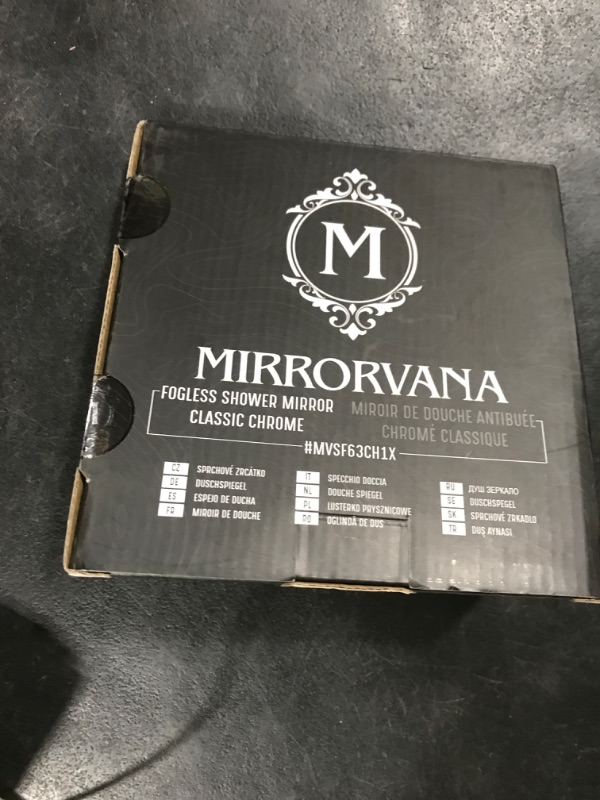 M
MIRRORVANA
FOGLESS SHOWER MIRROR
CLASSIC CHROME
MIROIR DE DOUCHE ANTIBUÉE
CHROMÉ CLASSIQUE
#MVSF63CH1X
CZ SPRCHOVÉ ZRCÁTKO
DE DUSCHSPIEGEL
ES ESPEJO DE DUCHA
FR MIROIR DE DOUCHE
IT SPECCHIO DOCCIA
NL DOUCHE SPIEGEL
PL LUSTERKO PRYSZNICOWE
RO OGLINDĂ DE DUȘ
RU ДУШ ЗЕРКАЛО
SE DUSCHSPEGEL
SK SPRCHOVÉ ZRKADLO
TR DUŞ AYNASI